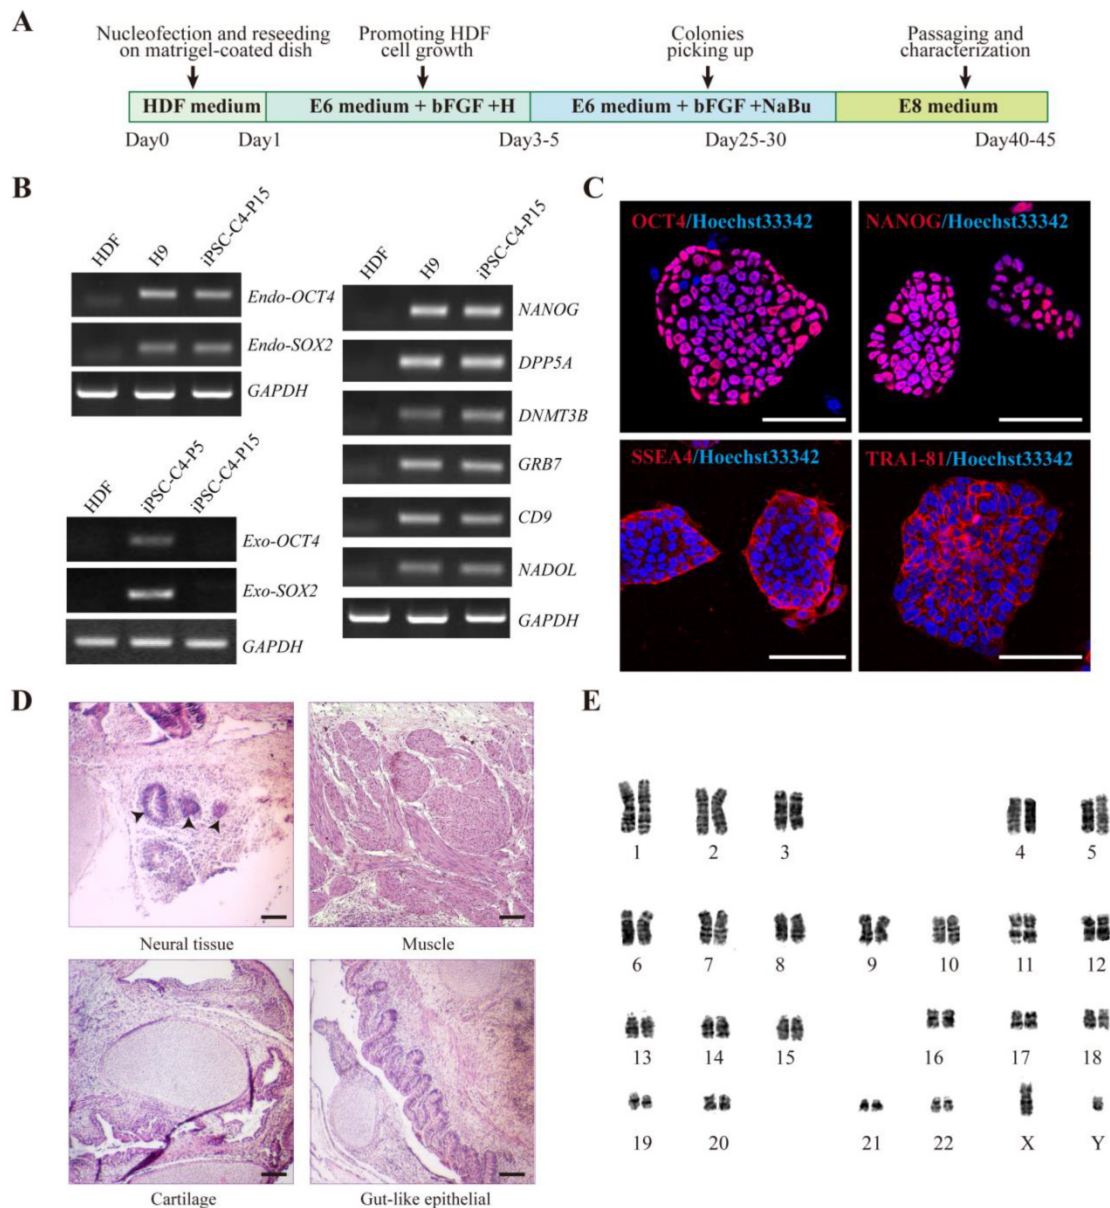 A
Nucleofection and reseeding
on matrigel-coated dish
Promoting HDF
cell growth
Colonies
picking up
Passaging and
characterization
HDF medium
E6 medium + bFGF +H
E6 medium + bFGF +NaBu
E8 medium
Day0
Day1
Day3-5
Day25-30
Day40-45
B
HDF
H9
iPSC-C4-P15
Endo-OCT4
Endo-SOX2
GAPDH
HDF
iPSC-C4-P5
iPSC-C4-P15
Exo-OCT4
Exo-SOX2
GAPDH
HDF
H9
iPSC-C4-P15
NANOG
DPP5A
DNMT3B
GRB7
CD9
NADOL
GAPDH
C
OCT4/Hoechst33342
NANOG/Hoechst33342
SSEA4/Hoechst33342
TRA1-81/Hoechst33342
D
Neural tissue
Muscle
Cartilage
Gut-like epithelial
E
1 2 3 4 5
6 7 8 9 10 11 12
13 14 15 16 17 18
19 20 21 22 X Y